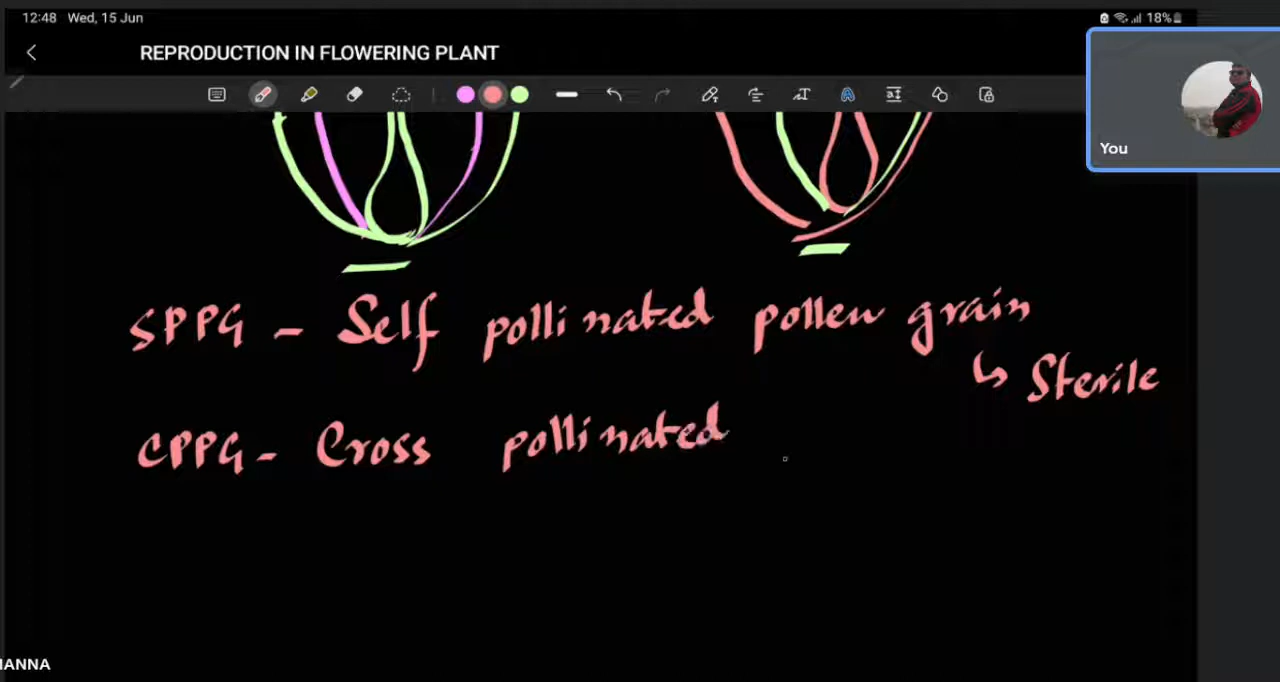 12:48 Wed, 15 Jun 18%
REPRODUCTION IN FLOWERING PLANT
You
SPPG - Self pollinated pollen grain
↳ Sterile
CPPG - Cross pollinated
IANNA